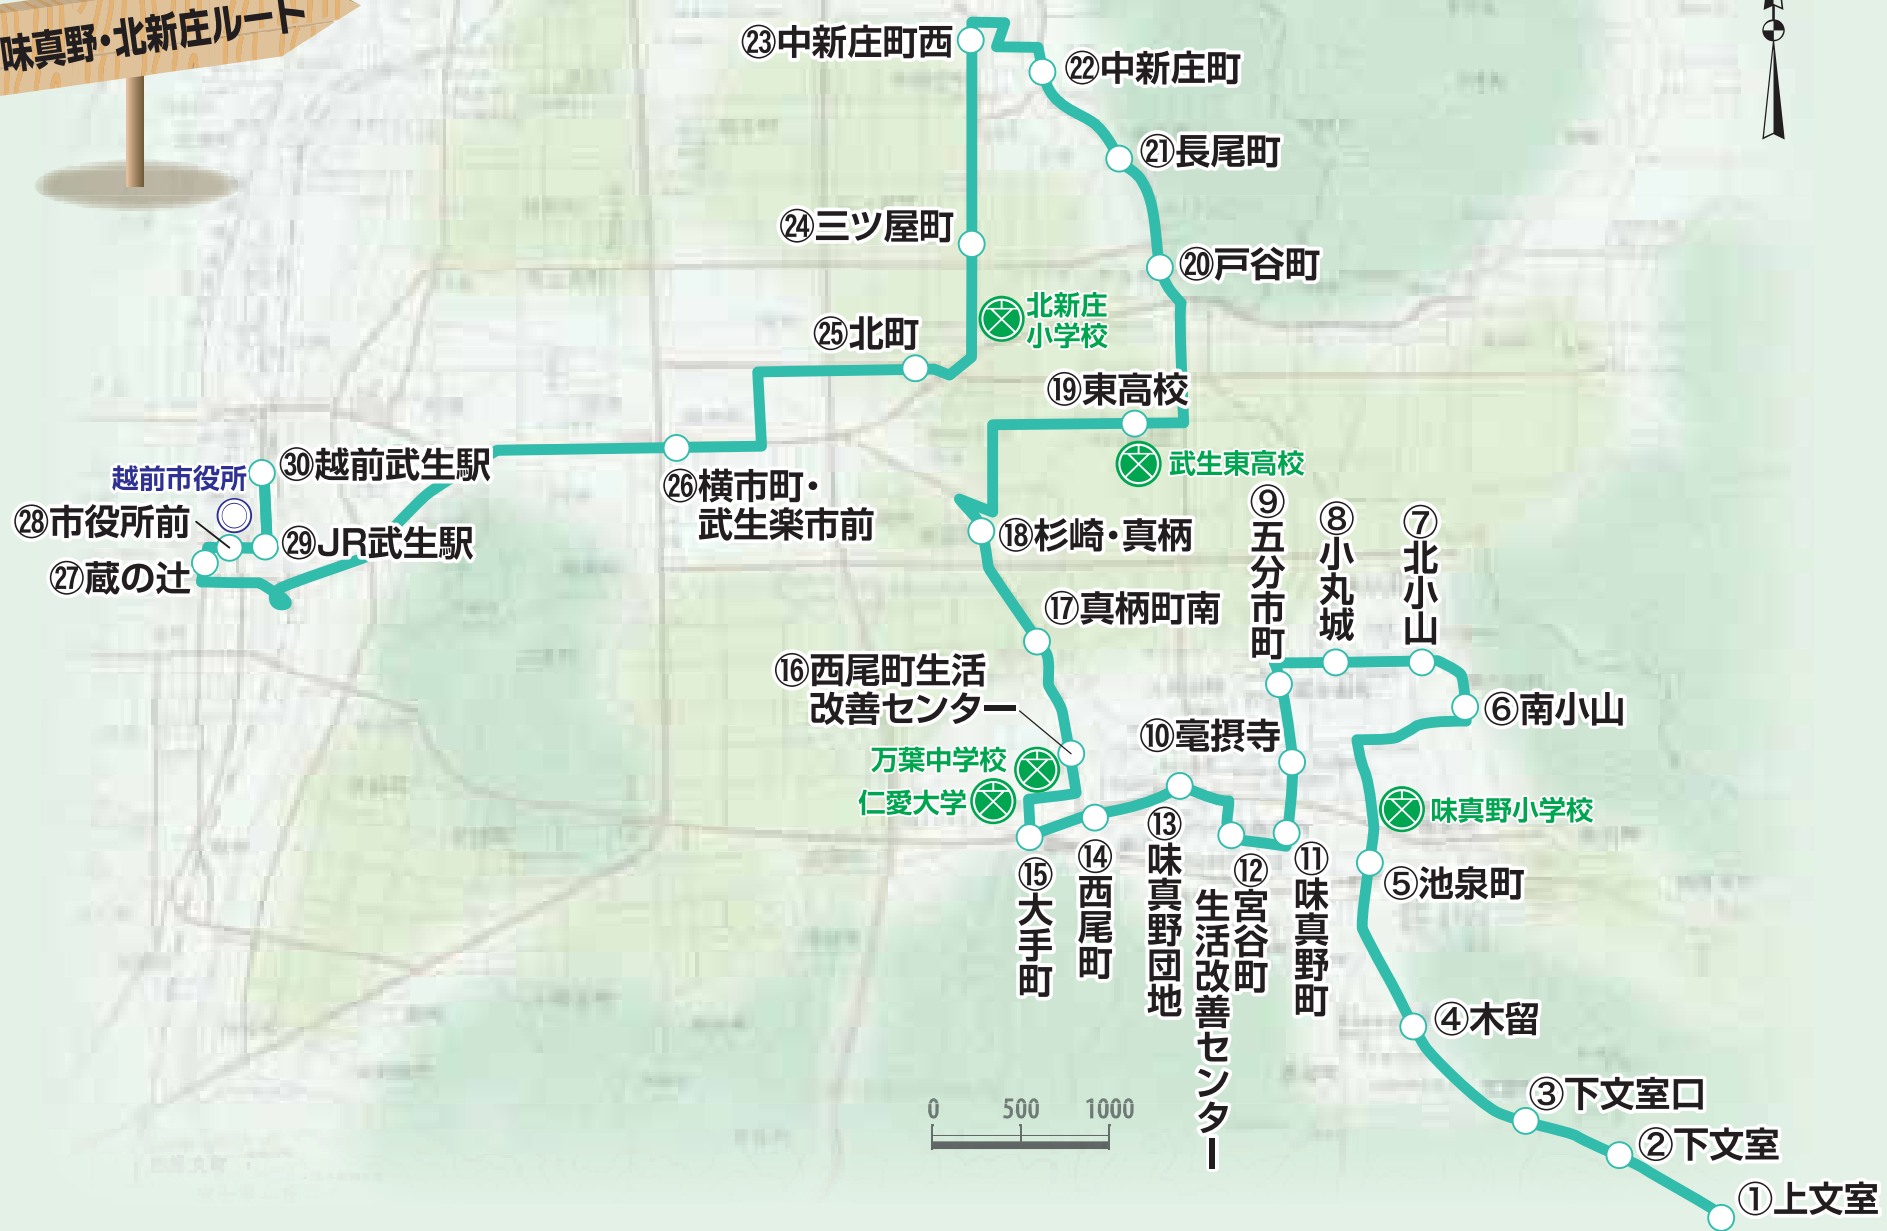 味真野・北新庄ルート
㉓中新庄町西
㉒中新庄町
㉑長尾町
㉔三ツ屋町
⑳戸谷町
北新庄
小学校
㉕北町
⑲東高校
武生東高校
㉚越前武生駅
越前市役所
㉖横市町・
武生楽市前
㉘市役所前
㉙JR武生駅
㉗蔵の辻
⑱杉崎・真柄
⑨五分市町
⑧小丸城
⑦北小山
⑰真柄町南
⑯西尾町生活
改善センター
⑥南小山
⑩毫摂寺
万葉中学校
仁愛大学
味真野小学校
⑤池泉町
⑮大手町
⑭西尾町
⑬味真野団地
⑫宮谷町
生活改善センター
⑪味真野町
④木留
③下文室口
②下文室
①上文室
0 500 1000